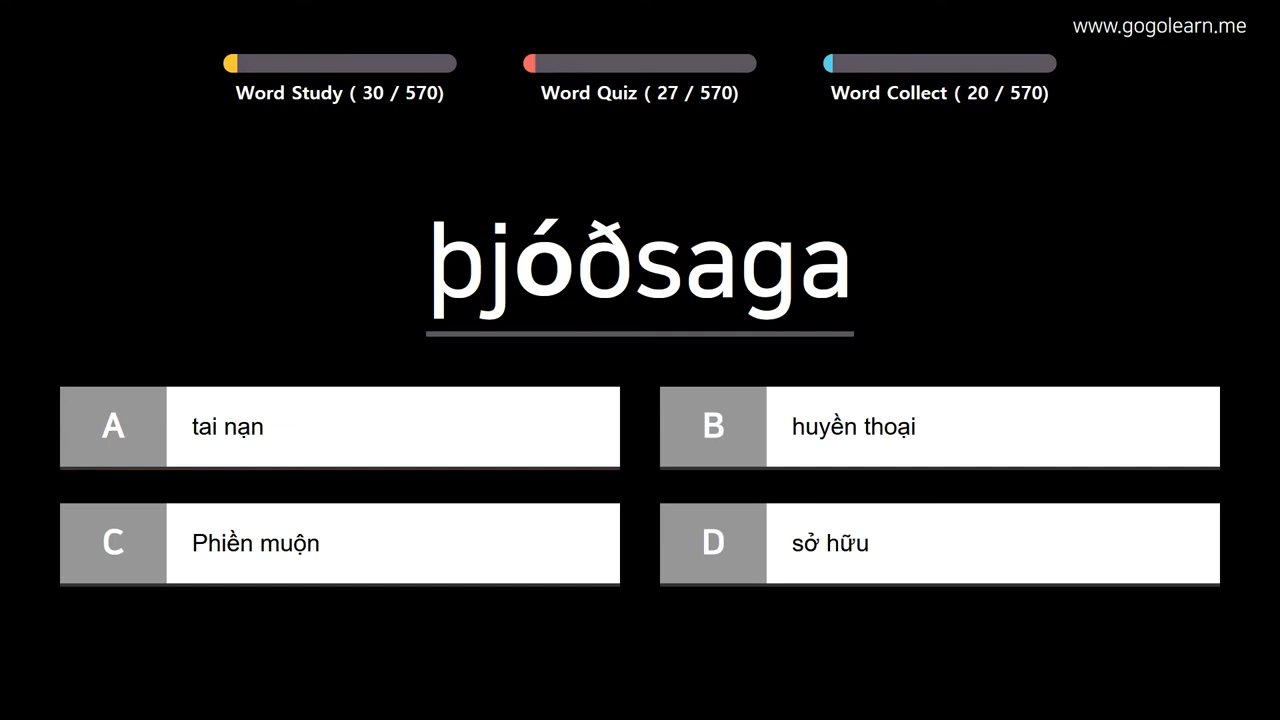 www.gogolearn.me
Word Study ( 30 / 570)
Word Quiz ( 27 / 570)
Word Collect ( 20 / 570)
þjóðsaga
A tai nạn
B huyền thoại
C Phiền muộn
D sở hữu